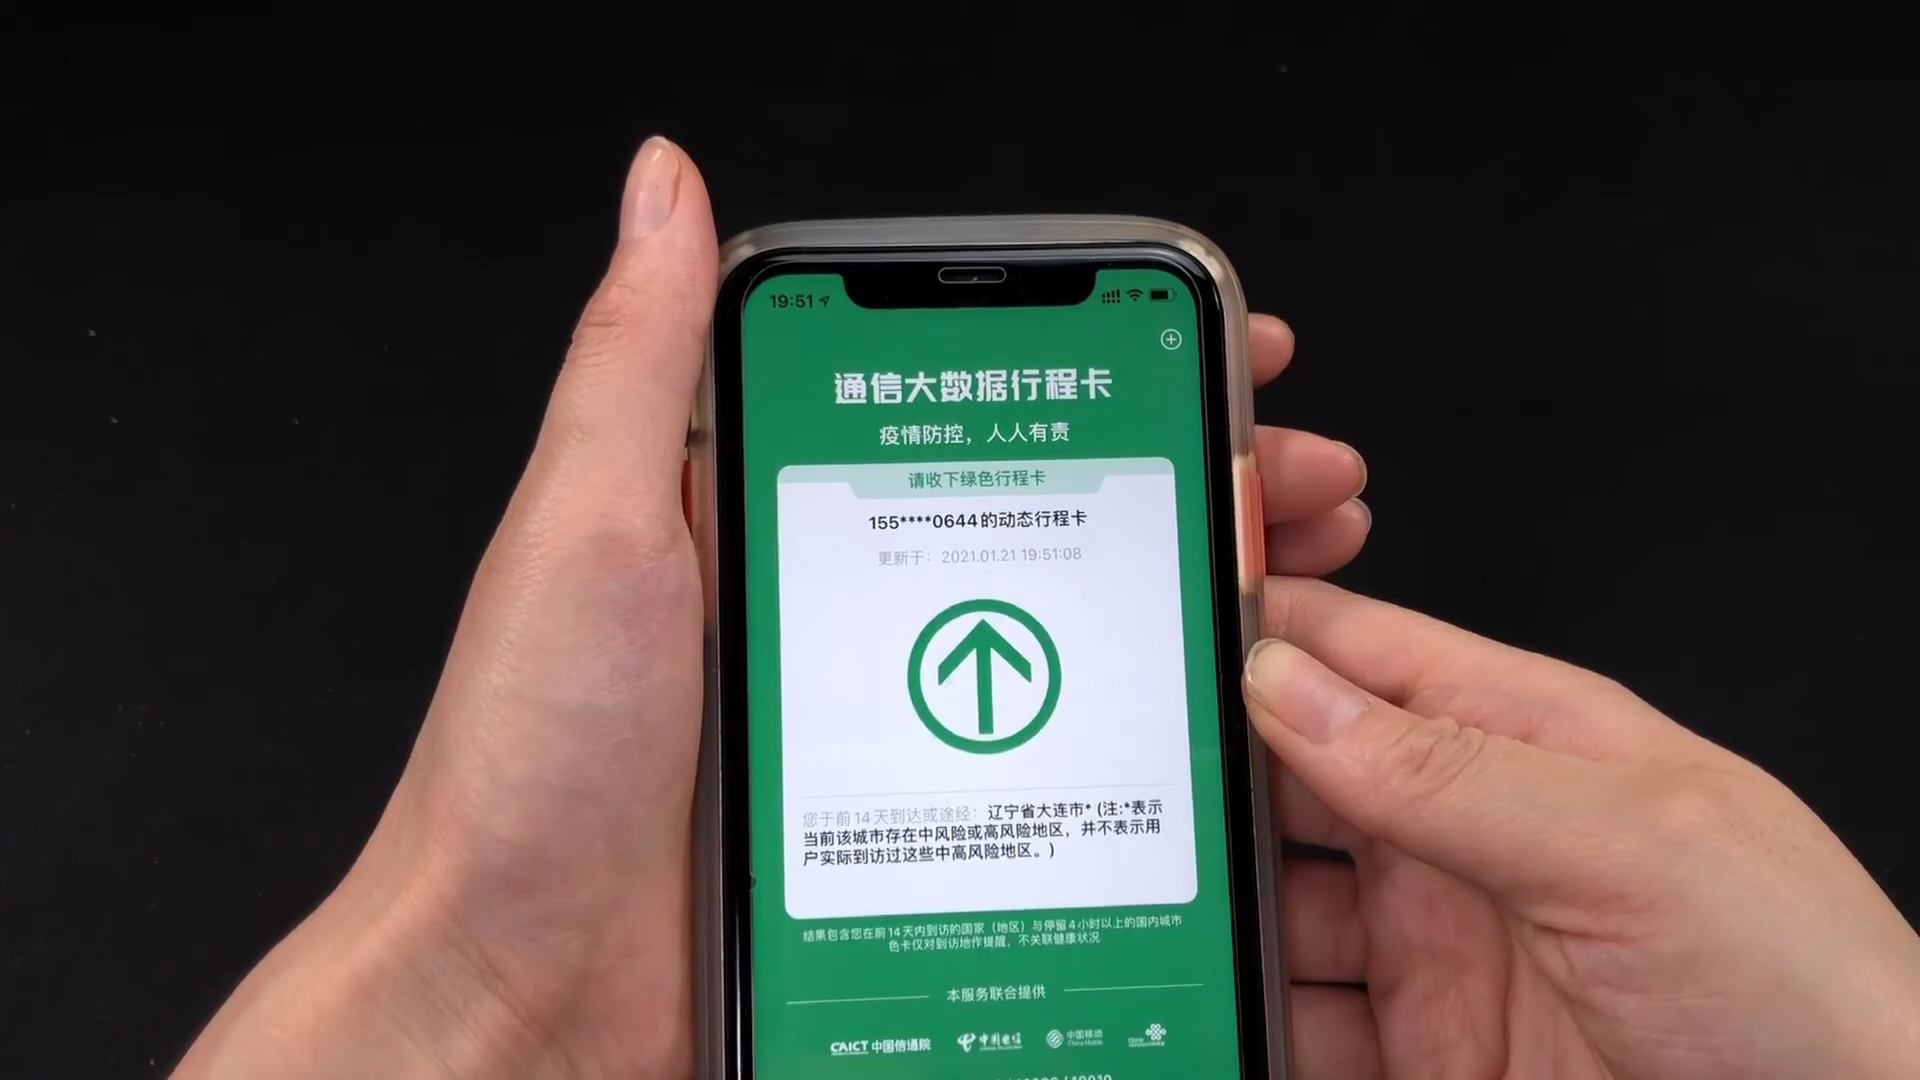 19:51
通信大数据行程卡
疫情防控，人人有责
请收下绿色行程卡
155****0644的动态行程卡
更新于：2021.01.21 19:51:08
您于前14天到达或途经：辽宁省大连市* (注:*表示
当前该城市存在中风险或高风险地区，并不表示用
户实际到访过这些中高风险地区。)
结果包含您在前14天内到访的国家（地区）与停留4小时以上的国内城市
色卡仅对到访地作提醒，不关联健康状况
本服务联合提供
CAICT 中国信通院 中国电信 中国移动 China Mobile China